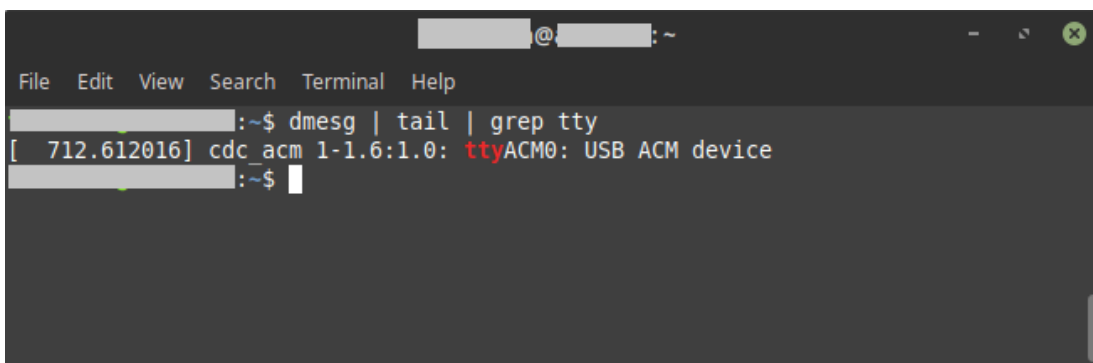 @ :~
File Edit View Search Terminal Help
:~$ dmesg | tail | grep tty
[  712.612016] cdc_acm 1-1.6:1.0: ttyACM0: USB ACM device
:~$